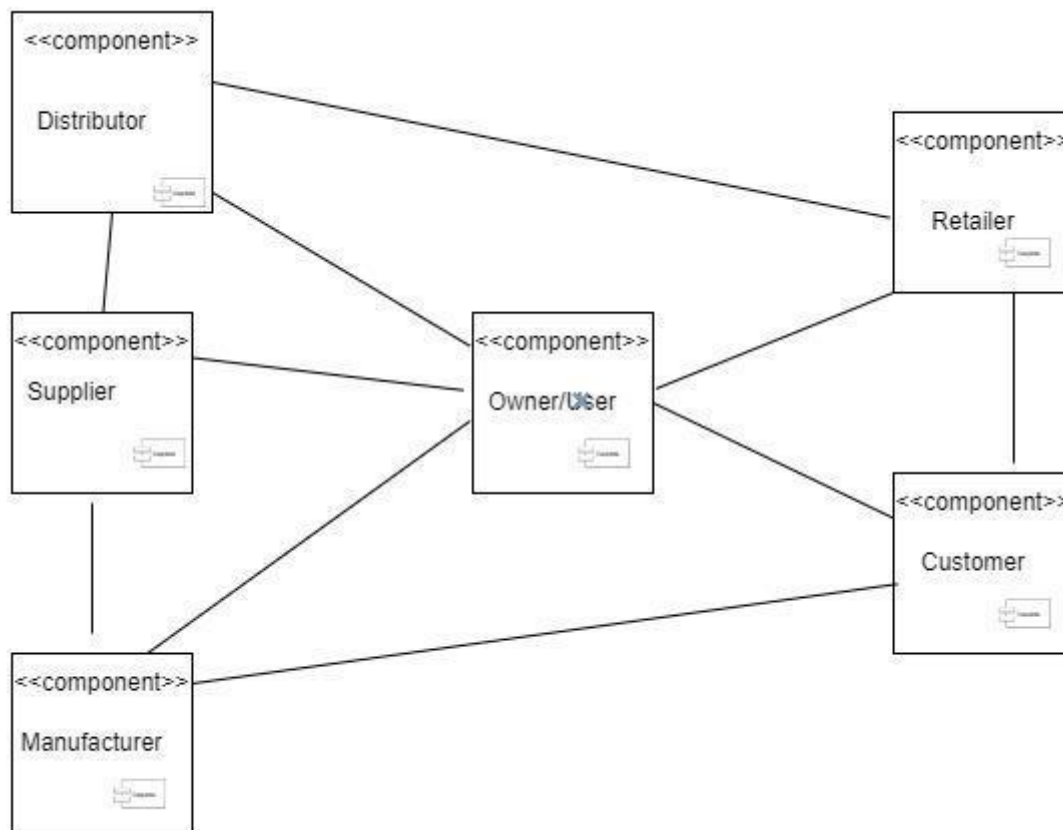 <<component>>
Distributor
<<component>>
Retailer
<<component>>
Supplier
<<component>>
Owner/User
<<component>>
Customer
<<component>>
Manufacturer